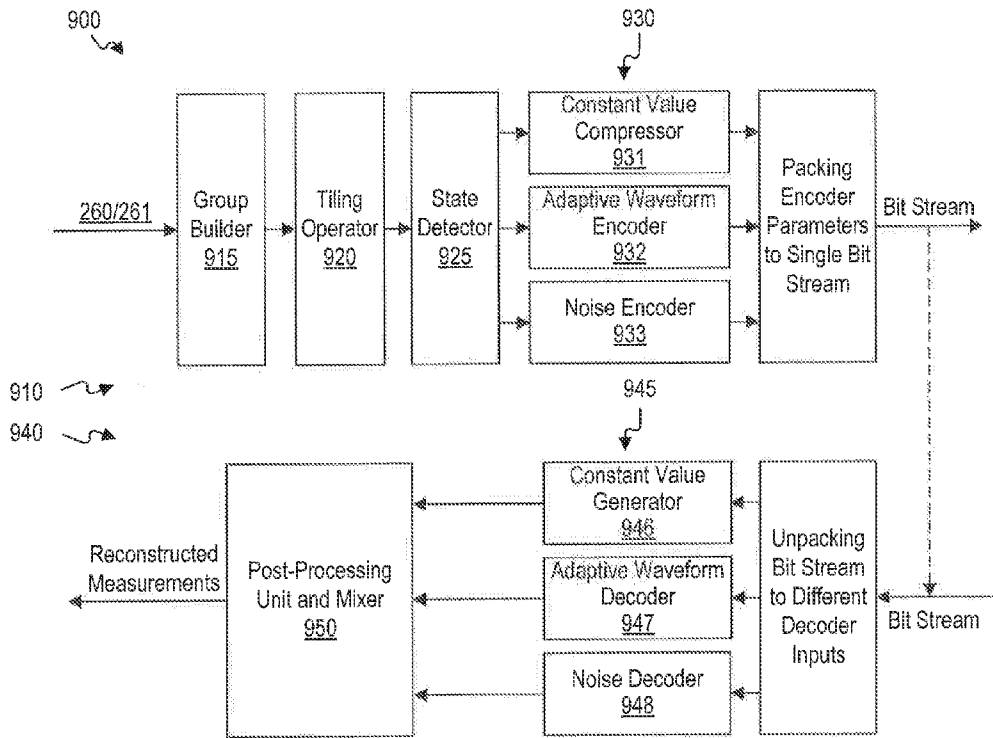 900
930
260/261
Group
Builder
915
Tiling
Operator
920
State
Detector
925
Constant Value
Compressor
931
Adaptive Waveform
Encoder
932
Noise Encoder
933
Packing
Encoder
Parameters
to Single Bit
Stream
Bit Stream
910
940
945
Reconstructed
Measurements
Post-Processing
Unit and Mixer
950
Constant Value
Generator
946
Adaptive Waveform
Decoder
947
Noise Decoder
948
Unpacking
Bit Stream
to Different
Decoder
Inputs
Bit Stream